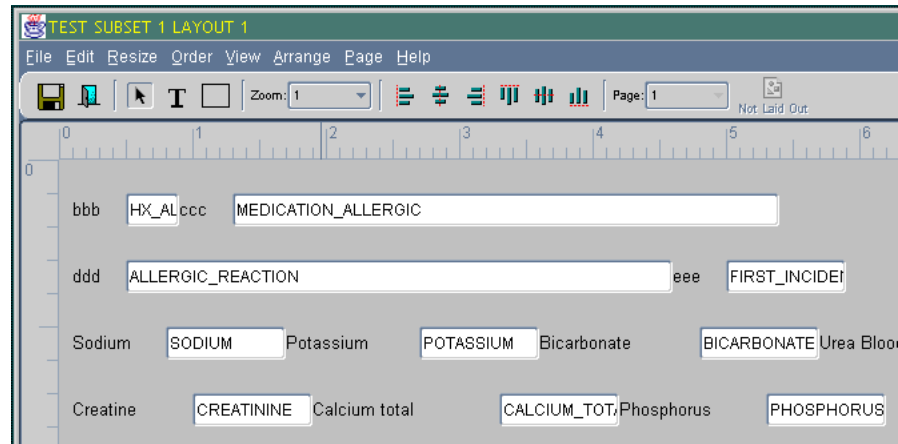 TEST SUBSET 1 LAYOUT 1
File Edit Resize Order View Arrange Page Help
T Zoom: 1 Page: 1 Not Laid Out
0 1 2 3 4 5 6
0
bbb HX_AL ccc MEDICATION_ALLERGIC
ddd ALLERGIC_REACTION eee FIRST_INCIDEN
Sodium SODIUM Potassium POTASSIUM Bicarbonate BICARBONATE Urea Bloo
Creatine CREATININE Calcium total CALCIUM_TOT Phosphorus PHOSPHORUS